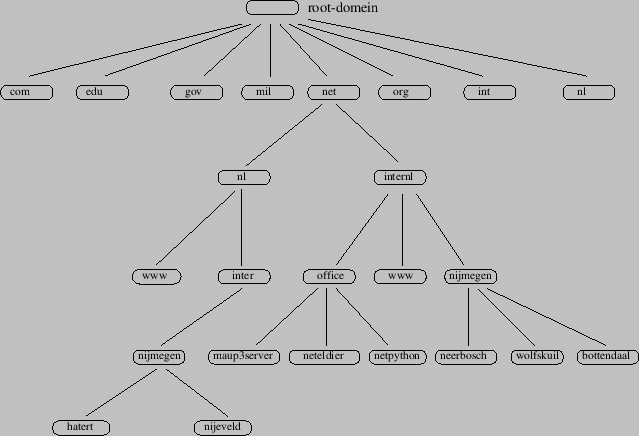 root-domein
com edu gov mil net org int nl
nl internl
www inter office www nijmegen
nijmegen maup3server neteldier netpython neerbosch wolfskuil bottendaal
hatert nijeveld